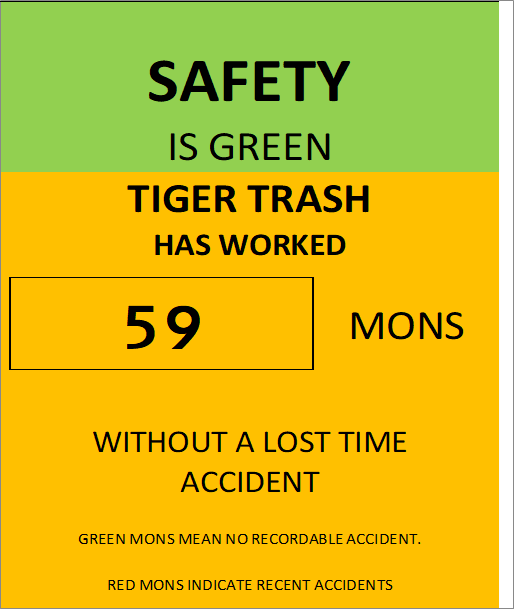 SAFETY
IS GREEN
TIGER TRASH
HAS WORKED
59 MONS
WITHOUT A LOST TIME
ACCIDENT
GREEN MONS MEAN NO RECORDABLE ACCIDENT.
RED MONS INDICATE RECENT ACCIDENTS